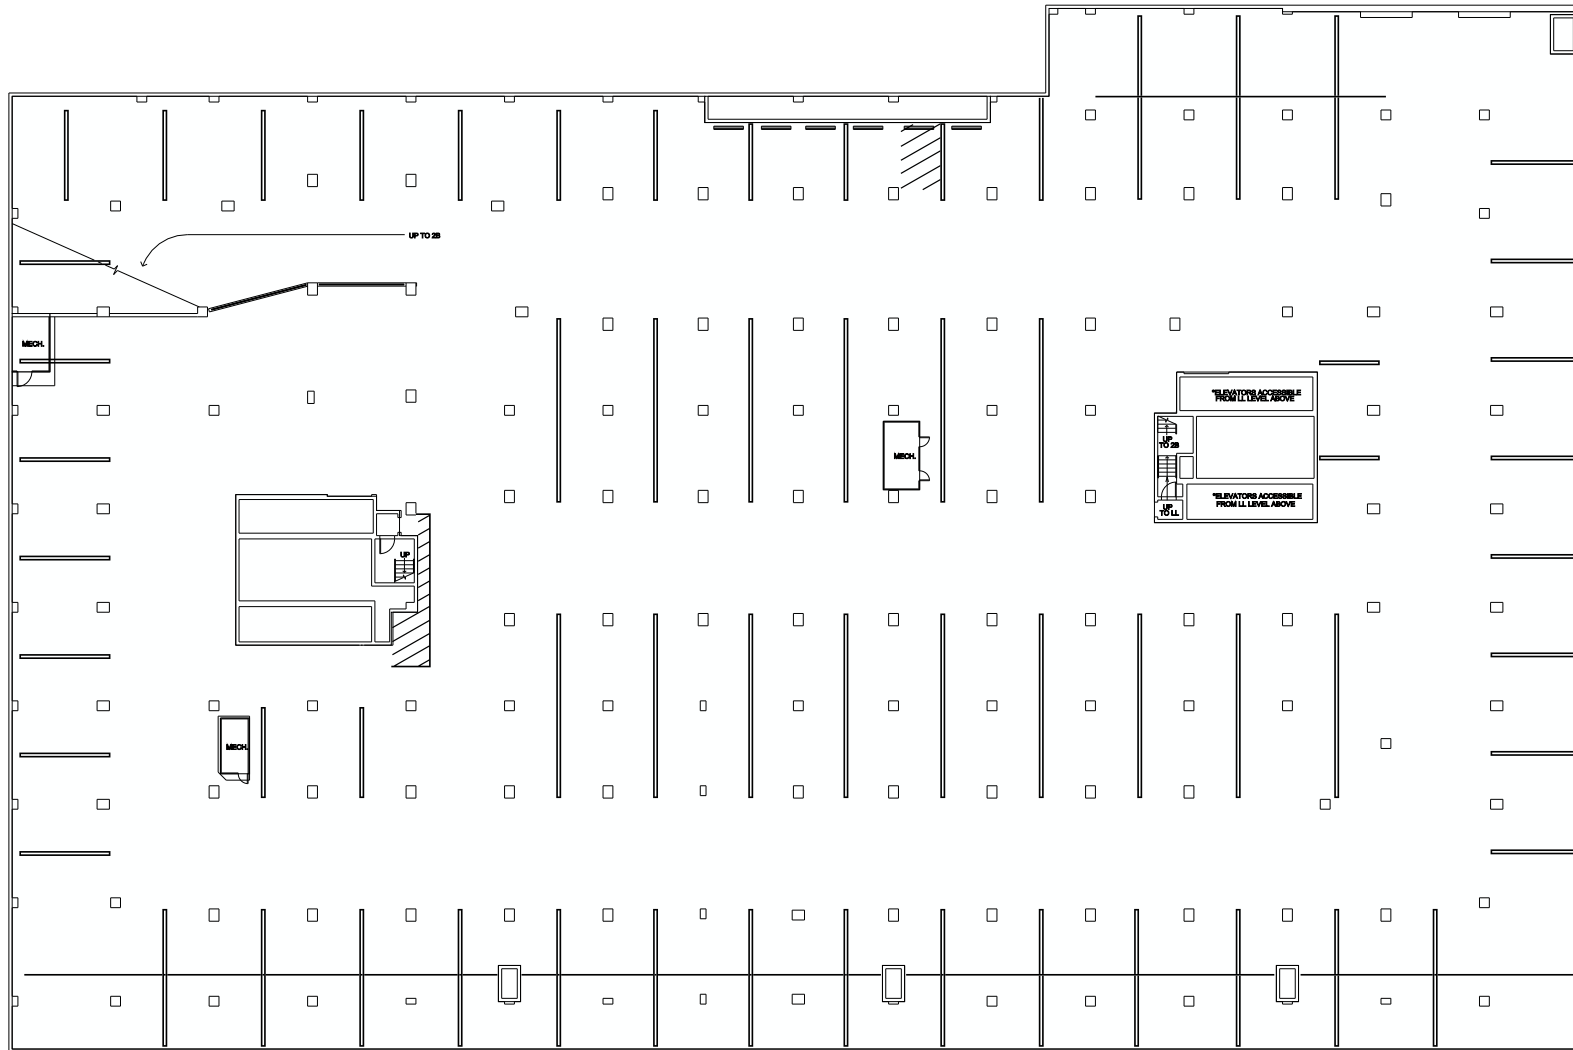 UP TO 2B
MECH.
"ELEVATORS ACCESSIBLE
FROM LL LEVEL ABOVE
UP
TO 2B
MECH.
"ELEVATORS ACCESSIBLE
FROM LL LEVEL ABOVE
UP
TO LL
UP
MECH.